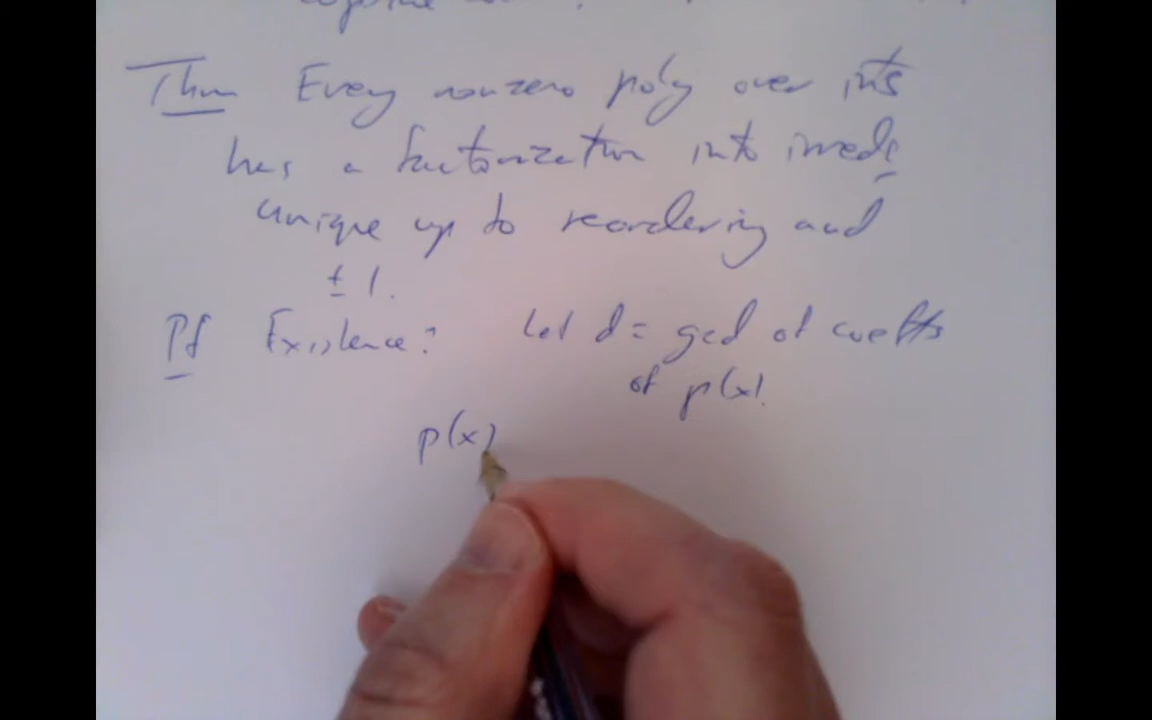 Thm Every nonzero poly over ints
has a factorization into irreds
unique up to reordering and
± 1.
Pf Existence: Let d = gcd of coeffts
of p(x).
p(x)